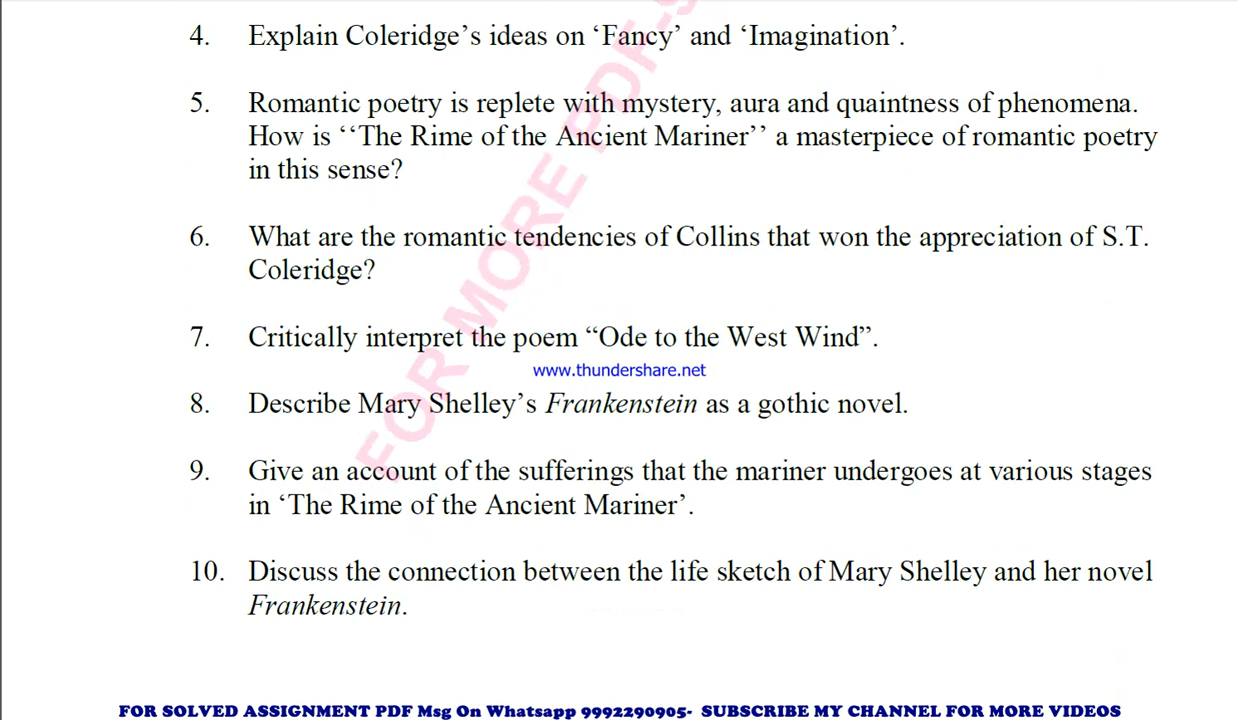 4. Explain Coleridge’s ideas on ‘Fancy’ and ‘Imagination’.
5. Romantic poetry is replete with mystery, aura and quaintness of phenomena.
How is ‘‘The Rime of the Ancient Mariner’’ a masterpiece of romantic poetry
in this sense?
6. What are the romantic tendencies of Collins that won the appreciation of S.T.
Coleridge?
7. Critically interpret the poem “Ode to the West Wind”.
www.thundershare.net
8. Describe Mary Shelley’s Frankenstein as a gothic novel.
9. Give an account of the sufferings that the mariner undergoes at various stages
in ‘The Rime of the Ancient Mariner’.
10. Discuss the connection between the life sketch of Mary Shelley and her novel
Frankenstein.
FOR MORE PDF-9
FOR SOLVED ASSIGNMENT PDF Msg On Whatsapp 9992290905- SUBSCRIBE MY CHANNEL FOR MORE VIDEOS